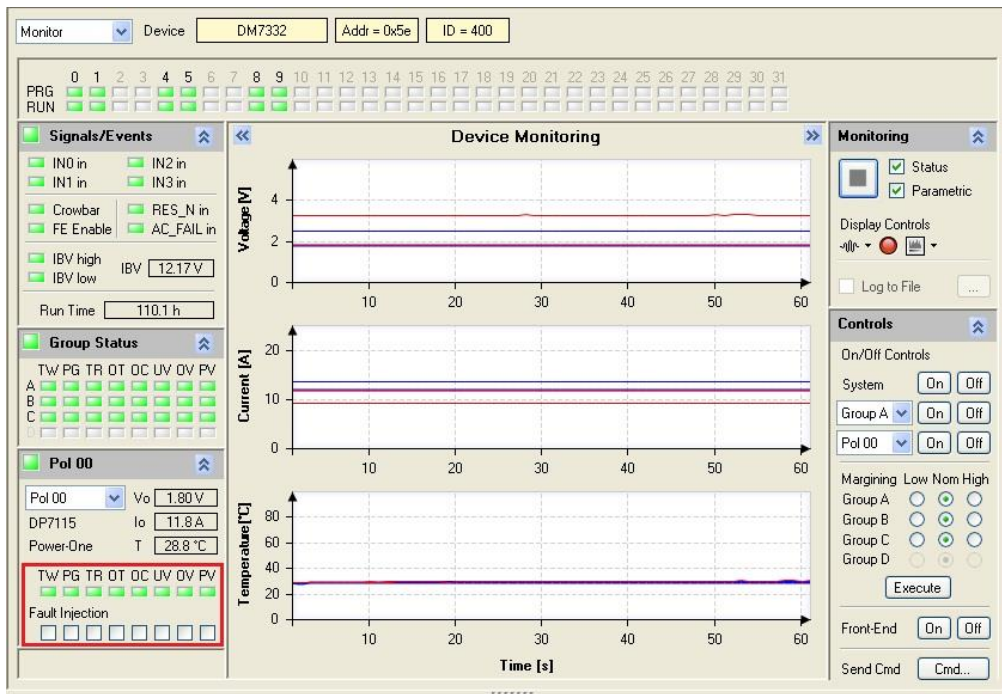 Monitor Device DM7332 Addr = 0x5e ID = 400
0 1 2 3 4 5 6 7 8 9 10 11 12 13 14 15 16 17 18 19 20 21 22 23 24 25 26 27 28 29 30 31
PRG
RUN
Signals/Events
IN0 in IN2 in
IN1 in IN3 in
Crowbar RES_N in
FE Enable AC_FAIL in
IBV high
IBV low
IBV 12.17 V
Run Time 110.1 h
Group Status
TW PG TR OT OC UV OV PV
A
B
C
D
Pol 00
Pol 00 Vo 1.80 V
DP7115 Io 11.8 A
Power-One T 28.8 °C
TW PG TR OT OC UV OV PV
Fault Injection
Device Monitoring
Voltage [V]
4
2
0
10 20 30 40 50 60
Current [A]
20
10
0
10 20 30 40 50 60
Temperature [°C]
80
60
40
20
0
10 20 30 40 50 60
Time [s]
Monitoring
Status
Parametric
Display Controls
Log to File ...
Controls
On/Off Controls
System On Off
Group A On Off
Pol 00 On Off
Margining Low Nom High
Group A
Group B
Group C
Group D
Execute
Front-End On Off
Send Cmd Cmd...